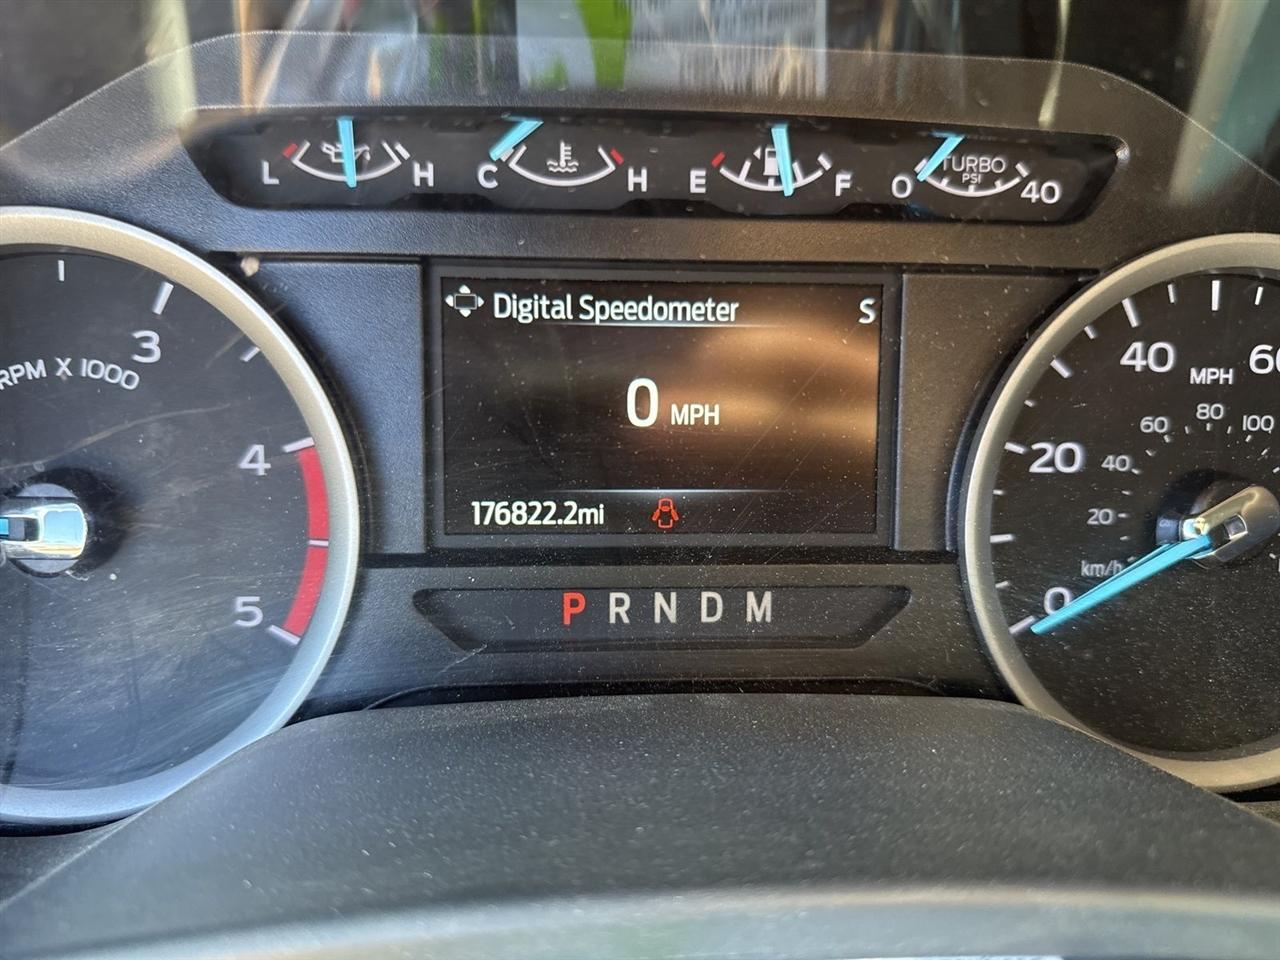 L H C H E F 0 TURBO PSI 40
Digital Speedometer S
0 MPH
176822.2mi
P R N D M
3
RPM X 1000
4
5
40 MPH 60
60 80 100
20 40
20
km/h
0